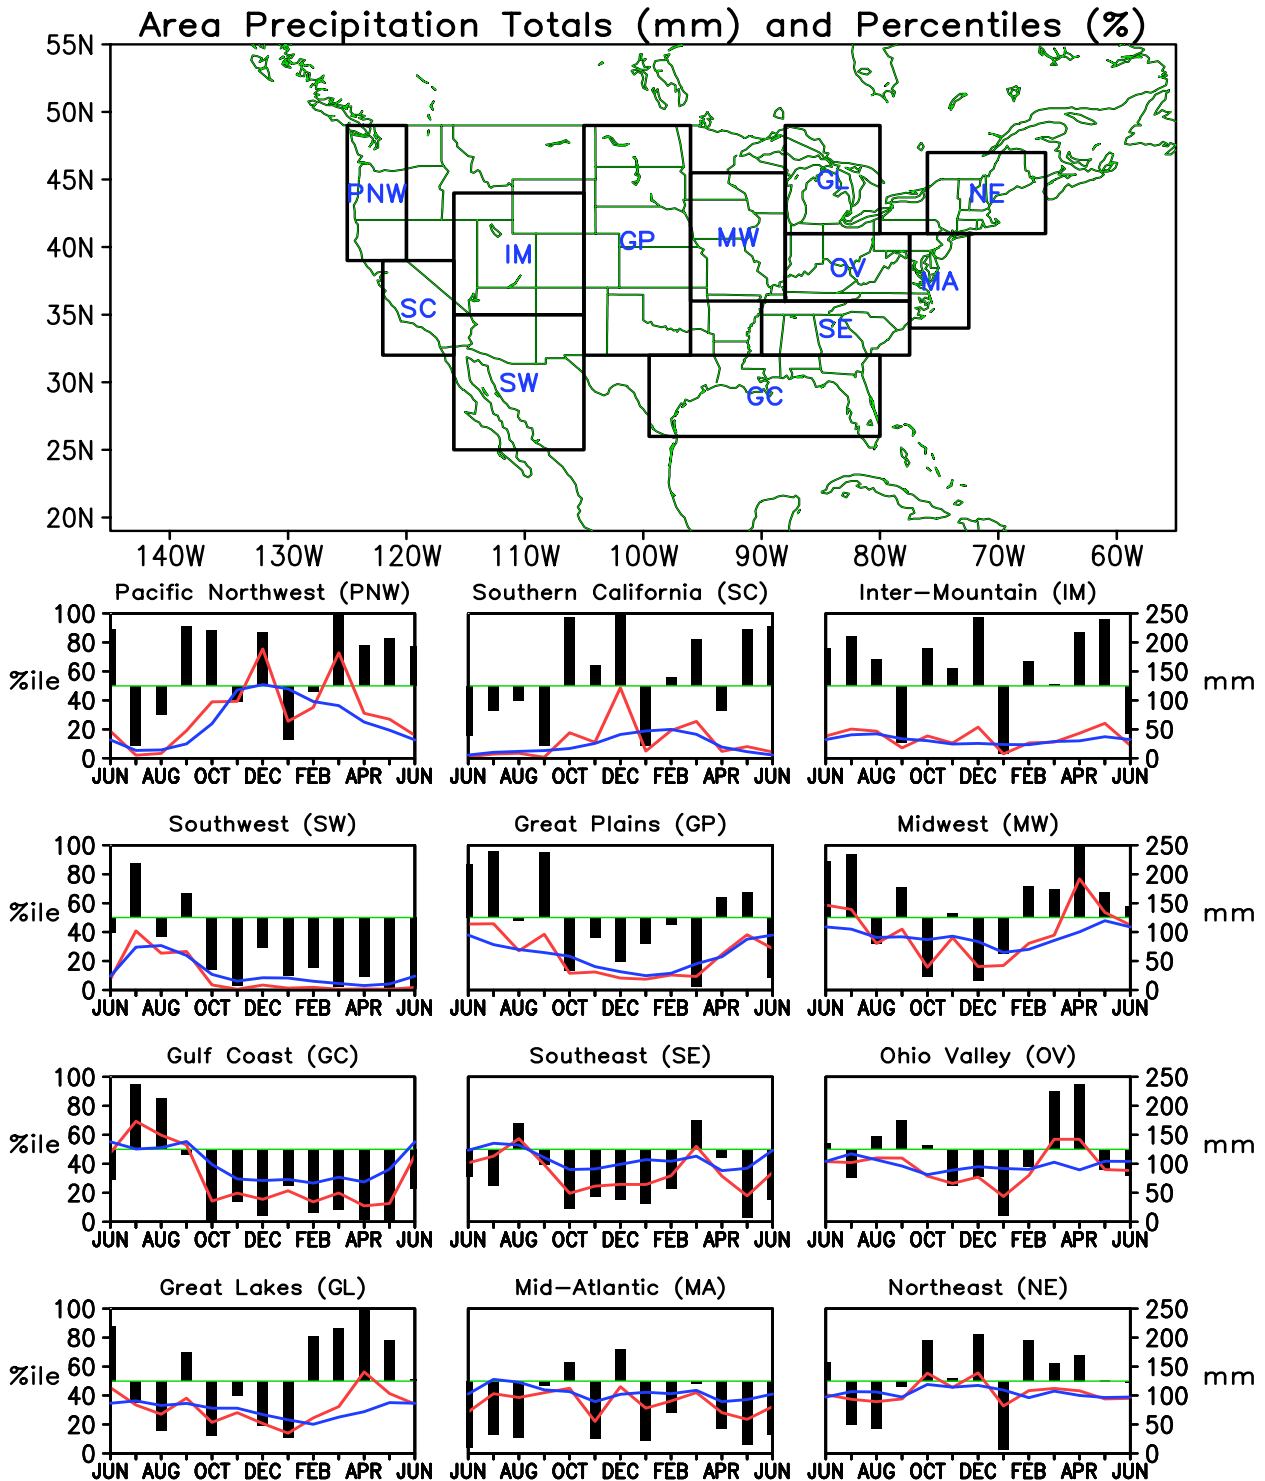 Area Precipitation Totals (mm) and Percentiles (%)
55N
50N
45N
40N
35N
30N
25N
20N
PNW
GL
NE
MW
GP
IM
OV
MA
SC
SE
SW
GC
140W 130W 120W 110W 100W 90W 80W 70W 60W
Pacific Northwest (PNW) Southern California (SC) Inter-Mountain (IM)
100 250
80 200
60 150
%ile mm
40 100
20 50
0 0
JUN AUG OCT DEC FEB APR JUN JUN AUG OCT DEC FEB APR JUN JUN AUG OCT DEC FEB APR JUN
Southwest (SW) Great Plains (GP) Midwest (MW)
100 250
80 200
60 150
%ile mm
40 100
20 50
0 0
JUN AUG OCT DEC FEB APR JUN JUN AUG OCT DEC FEB APR JUN JUN AUG OCT DEC FEB APR JUN
Gulf Coast (GC) Southeast (SE) Ohio Valley (OV)
100 250
80 200
60 150
%ile mm
40 100
20 50
0 0
JUN AUG OCT DEC FEB APR JUN JUN AUG OCT DEC FEB APR JUN JUN AUG OCT DEC FEB APR JUN
Great Lakes (GL) Mid-Atlantic (MA) Northeast (NE)
100 250
80 200
60 150
%ile mm
40 100
20 50
0 0
JUN AUG OCT DEC FEB APR JUN JUN AUG OCT DEC FEB APR JUN JUN AUG OCT DEC FEB APR JUN